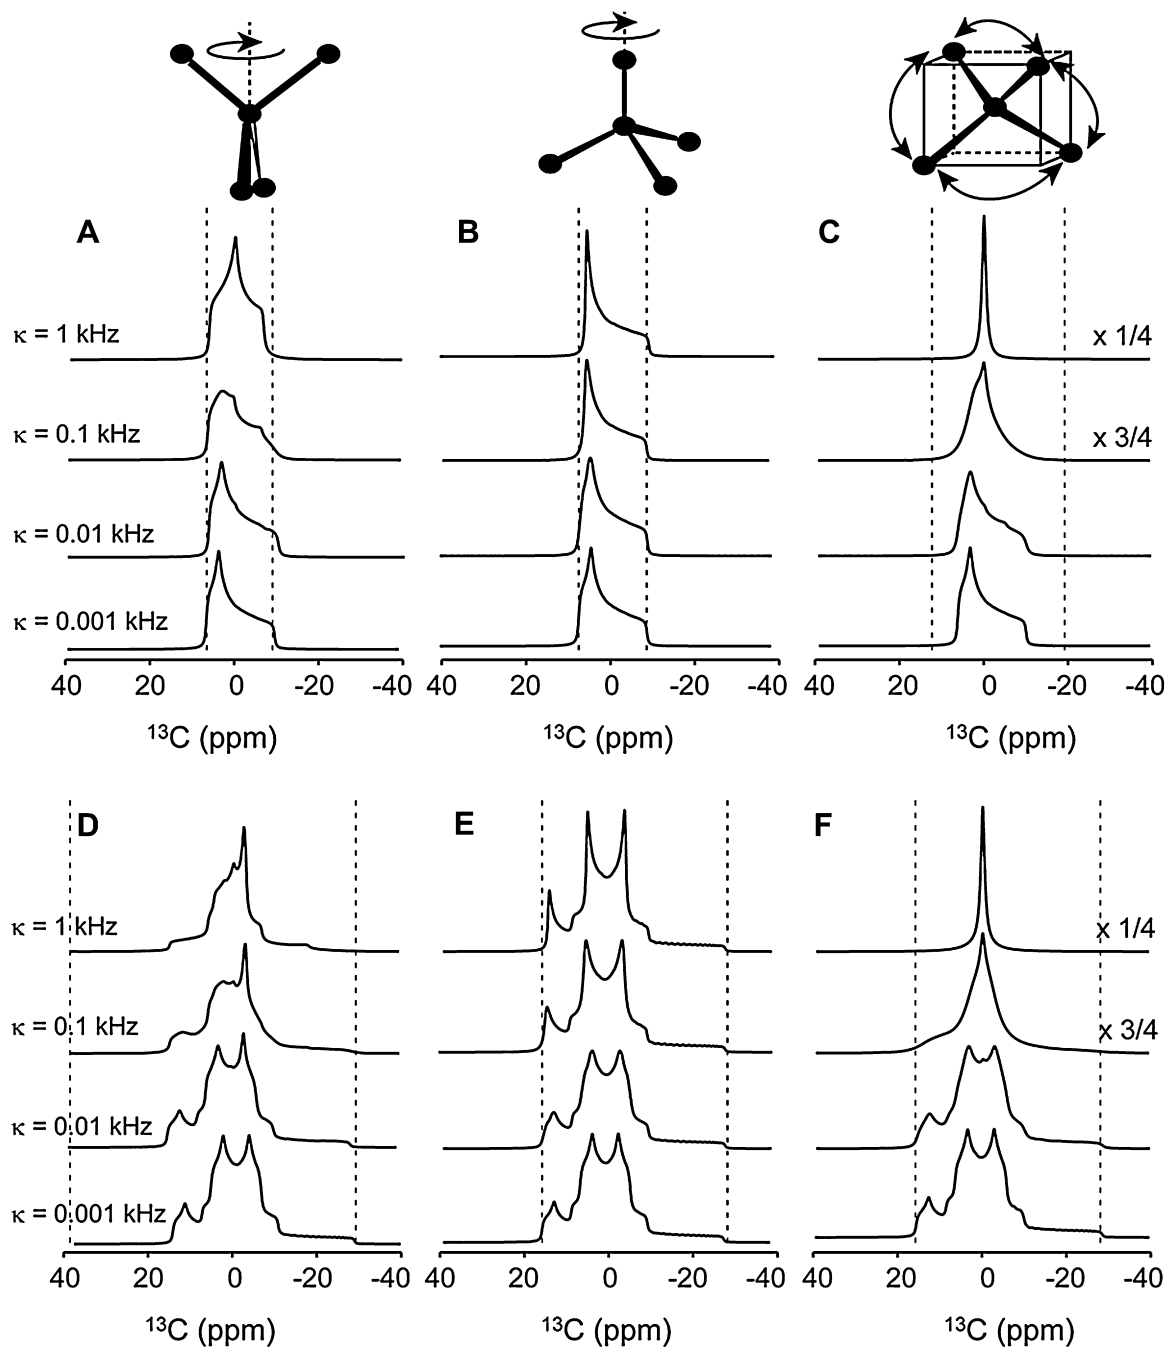 A
B
C
κ = 1 kHz
x 1/4
κ = 0.1 kHz
x 3/4
κ = 0.01 kHz
κ = 0.001 kHz
40 20 0 -20 -40
40 20 0 -20 -40
40 20 0 -20 -40
¹³C (ppm)
¹³C (ppm)
¹³C (ppm)
D
E
F
κ = 1 kHz
x 1/4
κ = 0.1 kHz
x 3/4
κ = 0.01 kHz
κ = 0.001 kHz
40 20 0 -20 -40
40 20 0 -20 -40
40 20 0 -20 -40
¹³C (ppm)
¹³C (ppm)
¹³C (ppm)